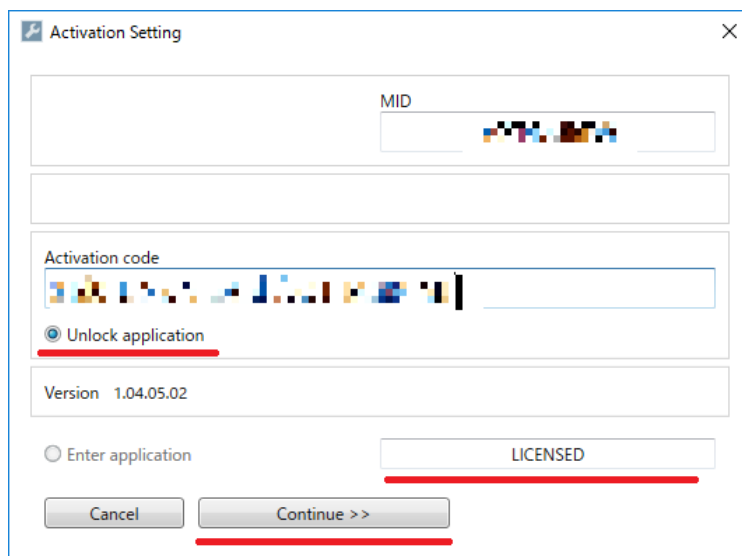 Activation Setting
MID
Activation code
Unlock application
Version 1.04.05.02
Enter application
LICENSED
Cancel
Continue >>